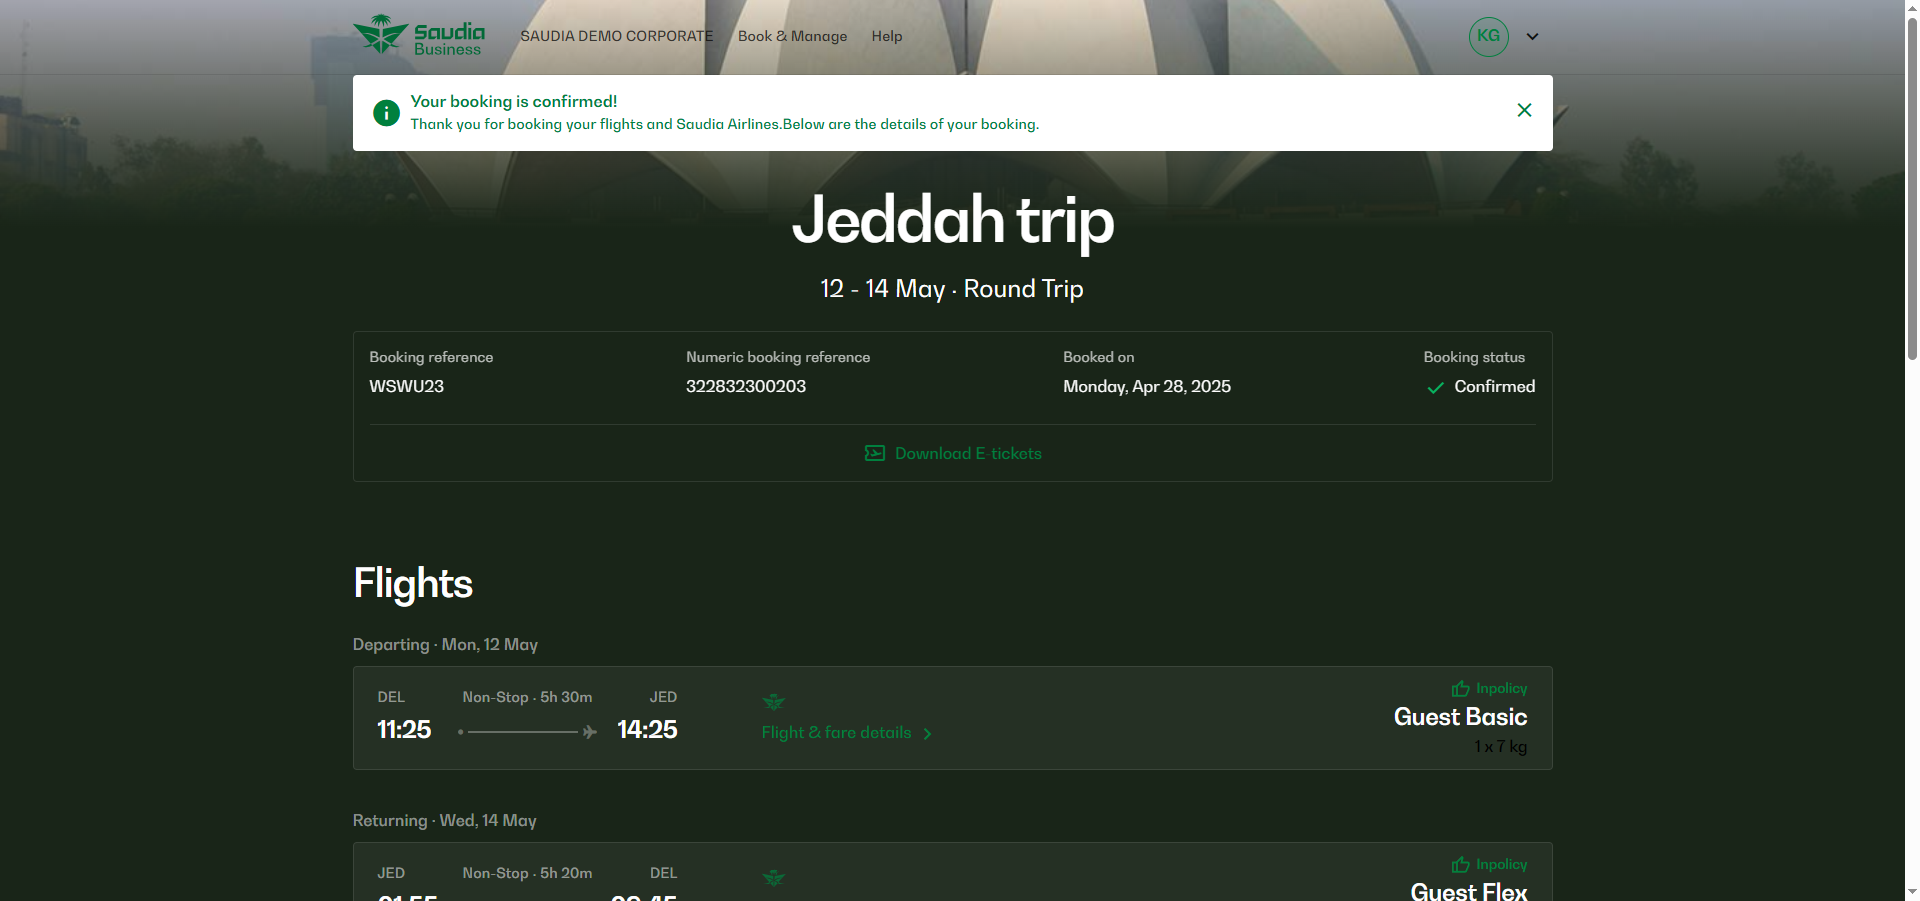 Saudia
Business
SAUDIA DEMO CORPORATE
Book & Manage
Help
KG
Your booking is confirmed!
Thank you for booking your flights and Saudia Airlines.Below are the details of your booking.
Jeddah trip
12 - 14 May · Round Trip
Booking reference
WSWU23
Numeric booking reference
322832300203
Booked on
Monday, Apr 28, 2025
Booking status
Confirmed
Download E-tickets
Flights
Departing · Mon, 12 May
DEL
Non-Stop · 5h 30m
JED
11:25
14:25
Flight & fare details
Inpolicy
Guest Basic
1 x 7 kg
Returning · Wed, 14 May
JED
Non-Stop · 5h 20m
DEL
Inpolicy
Guest Flex